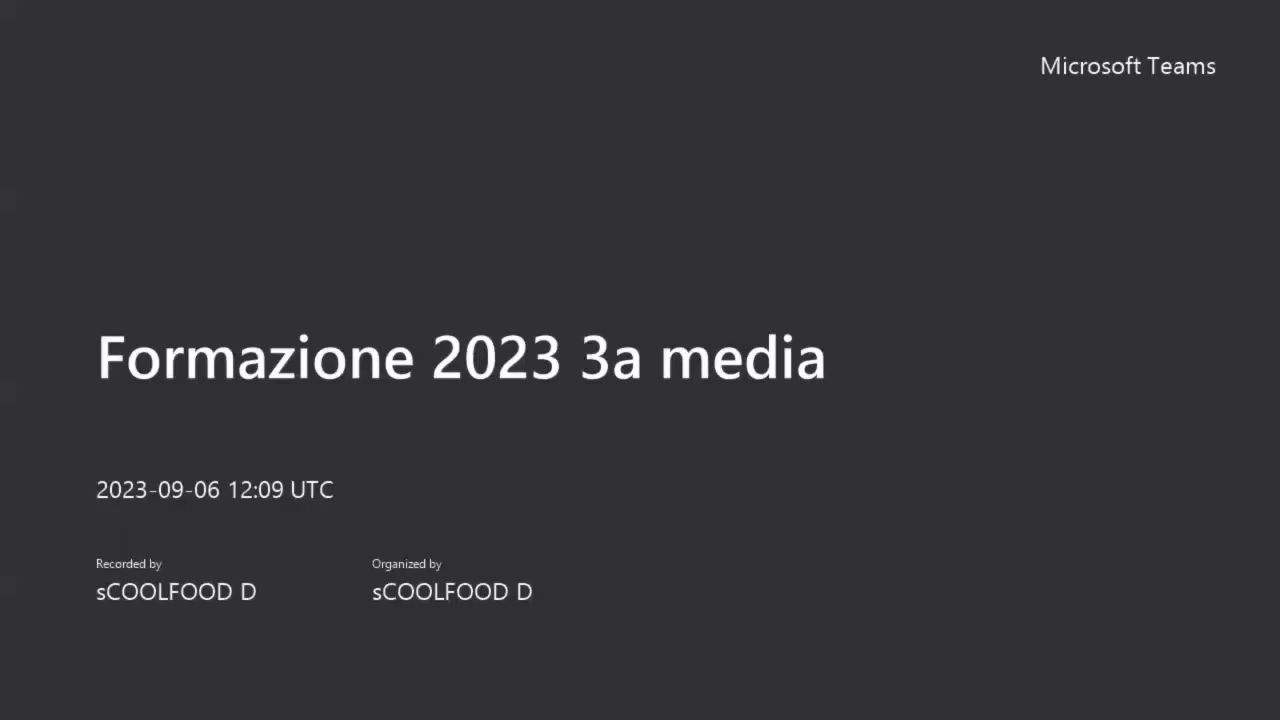 Microsoft Teams
Formazione 2023 3a media
2023-09-06 12:09 UTC
Recorded by
sCOOLFOOD D
Organized by
sCOOLFOOD D